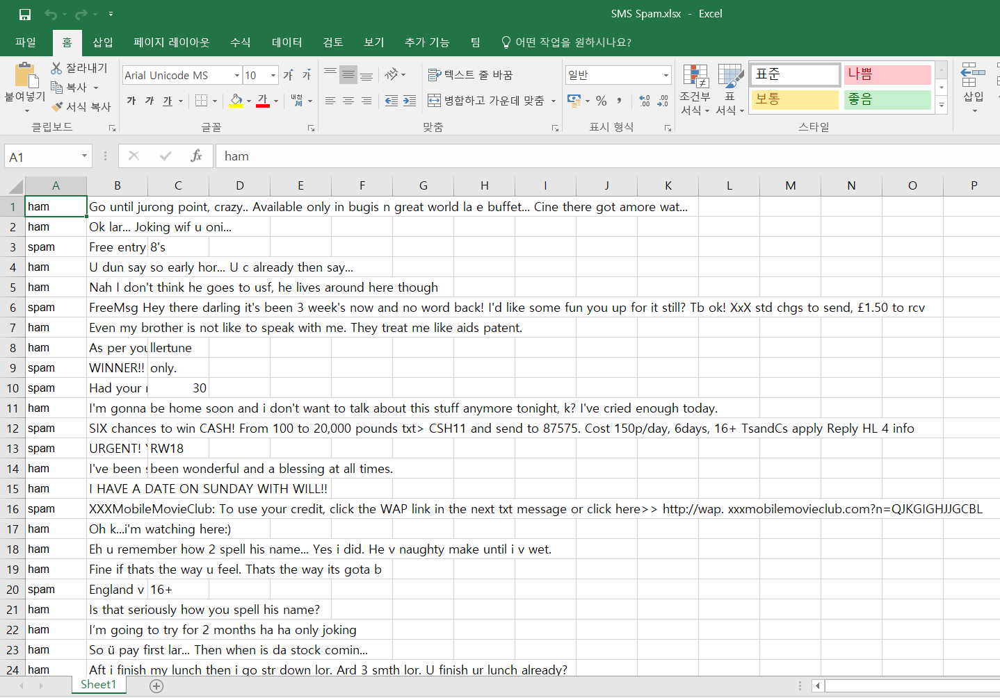 SMS Spam.xlsx - Excel
파일 홈 삽입 페이지 레이아웃 수식 데이터 검토 보기 추가 기능 팀 어떤 작업을 원하시나요?
붙여넣기 잘라내기 복사 서식 복사 클립보드
Arial Unicode MS 10 가 가 가 가 가 가 내천 글꼴
텍스트 줄 바꿈 병합하고 가운데 맞춤 맞춤
일반 % , 표시 형식
조건부 서식 표 서식 표준 나쁨 보통 좋음 스타일
삽입
A1 fx ham
A B C D E F G H I J K L M N O P
1 ham Go until jurong point, crazy.. Available only in bugis n great world la e buffet... Cine there got amore wat...
2 ham Ok lar... Joking wif u oni...
3 spam Free entry 8's
4 ham U dun say so early hor... U c already then say...
5 ham Nah I don't think he goes to usf, he lives around here though
6 spam FreeMsg Hey there darling it's been 3 week's now and no word back! I'd like some fun you up for it still? Tb ok! XxX std chgs to send, £1.50 to rcv
7 ham Even my brother is not like to speak with me. They treat me like aids patent.
8 ham As per you llertune
9 spam WINNER!! only.
10 spam Had your 30
11 ham I'm gonna be home soon and i don't want to talk about this stuff anymore tonight, k? I've cried enough today.
12 spam SIX chances to win CASH! From 100 to 20,000 pounds txt> CSH11 and send to 87575. Cost 150p/day, 6days, 16+ TsandCs apply Reply HL 4 info
13 spam URGENT! RW18
14 ham I've been been wonderful and a blessing at all times.
15 ham I HAVE A DATE ON SUNDAY WITH WILL!!
16 spam XXXMobileMovieClub: To use your credit, click the WAP link in the next txt message or click here>> http://wap. xxxmobilemovieclub.com?n=QJKGIGHJJGCBL
17 ham Oh k...i'm watching here:)
18 ham Eh u remember how 2 spell his name... Yes i did. He v naughty make until i v wet.
19 ham Fine if thats the way u feel. Thats the way its gota b
20 spam England v 16+
21 ham Is that seriously how you spell his name?
22 ham I‘m going to try for 2 months ha ha only joking
23 ham So ü pay first lar... Then when is da stock comin...
24 ham Aft i finish my lunch then i go str down lor. Ard 3 smth lor. U finish ur lunch already?
Sheet1